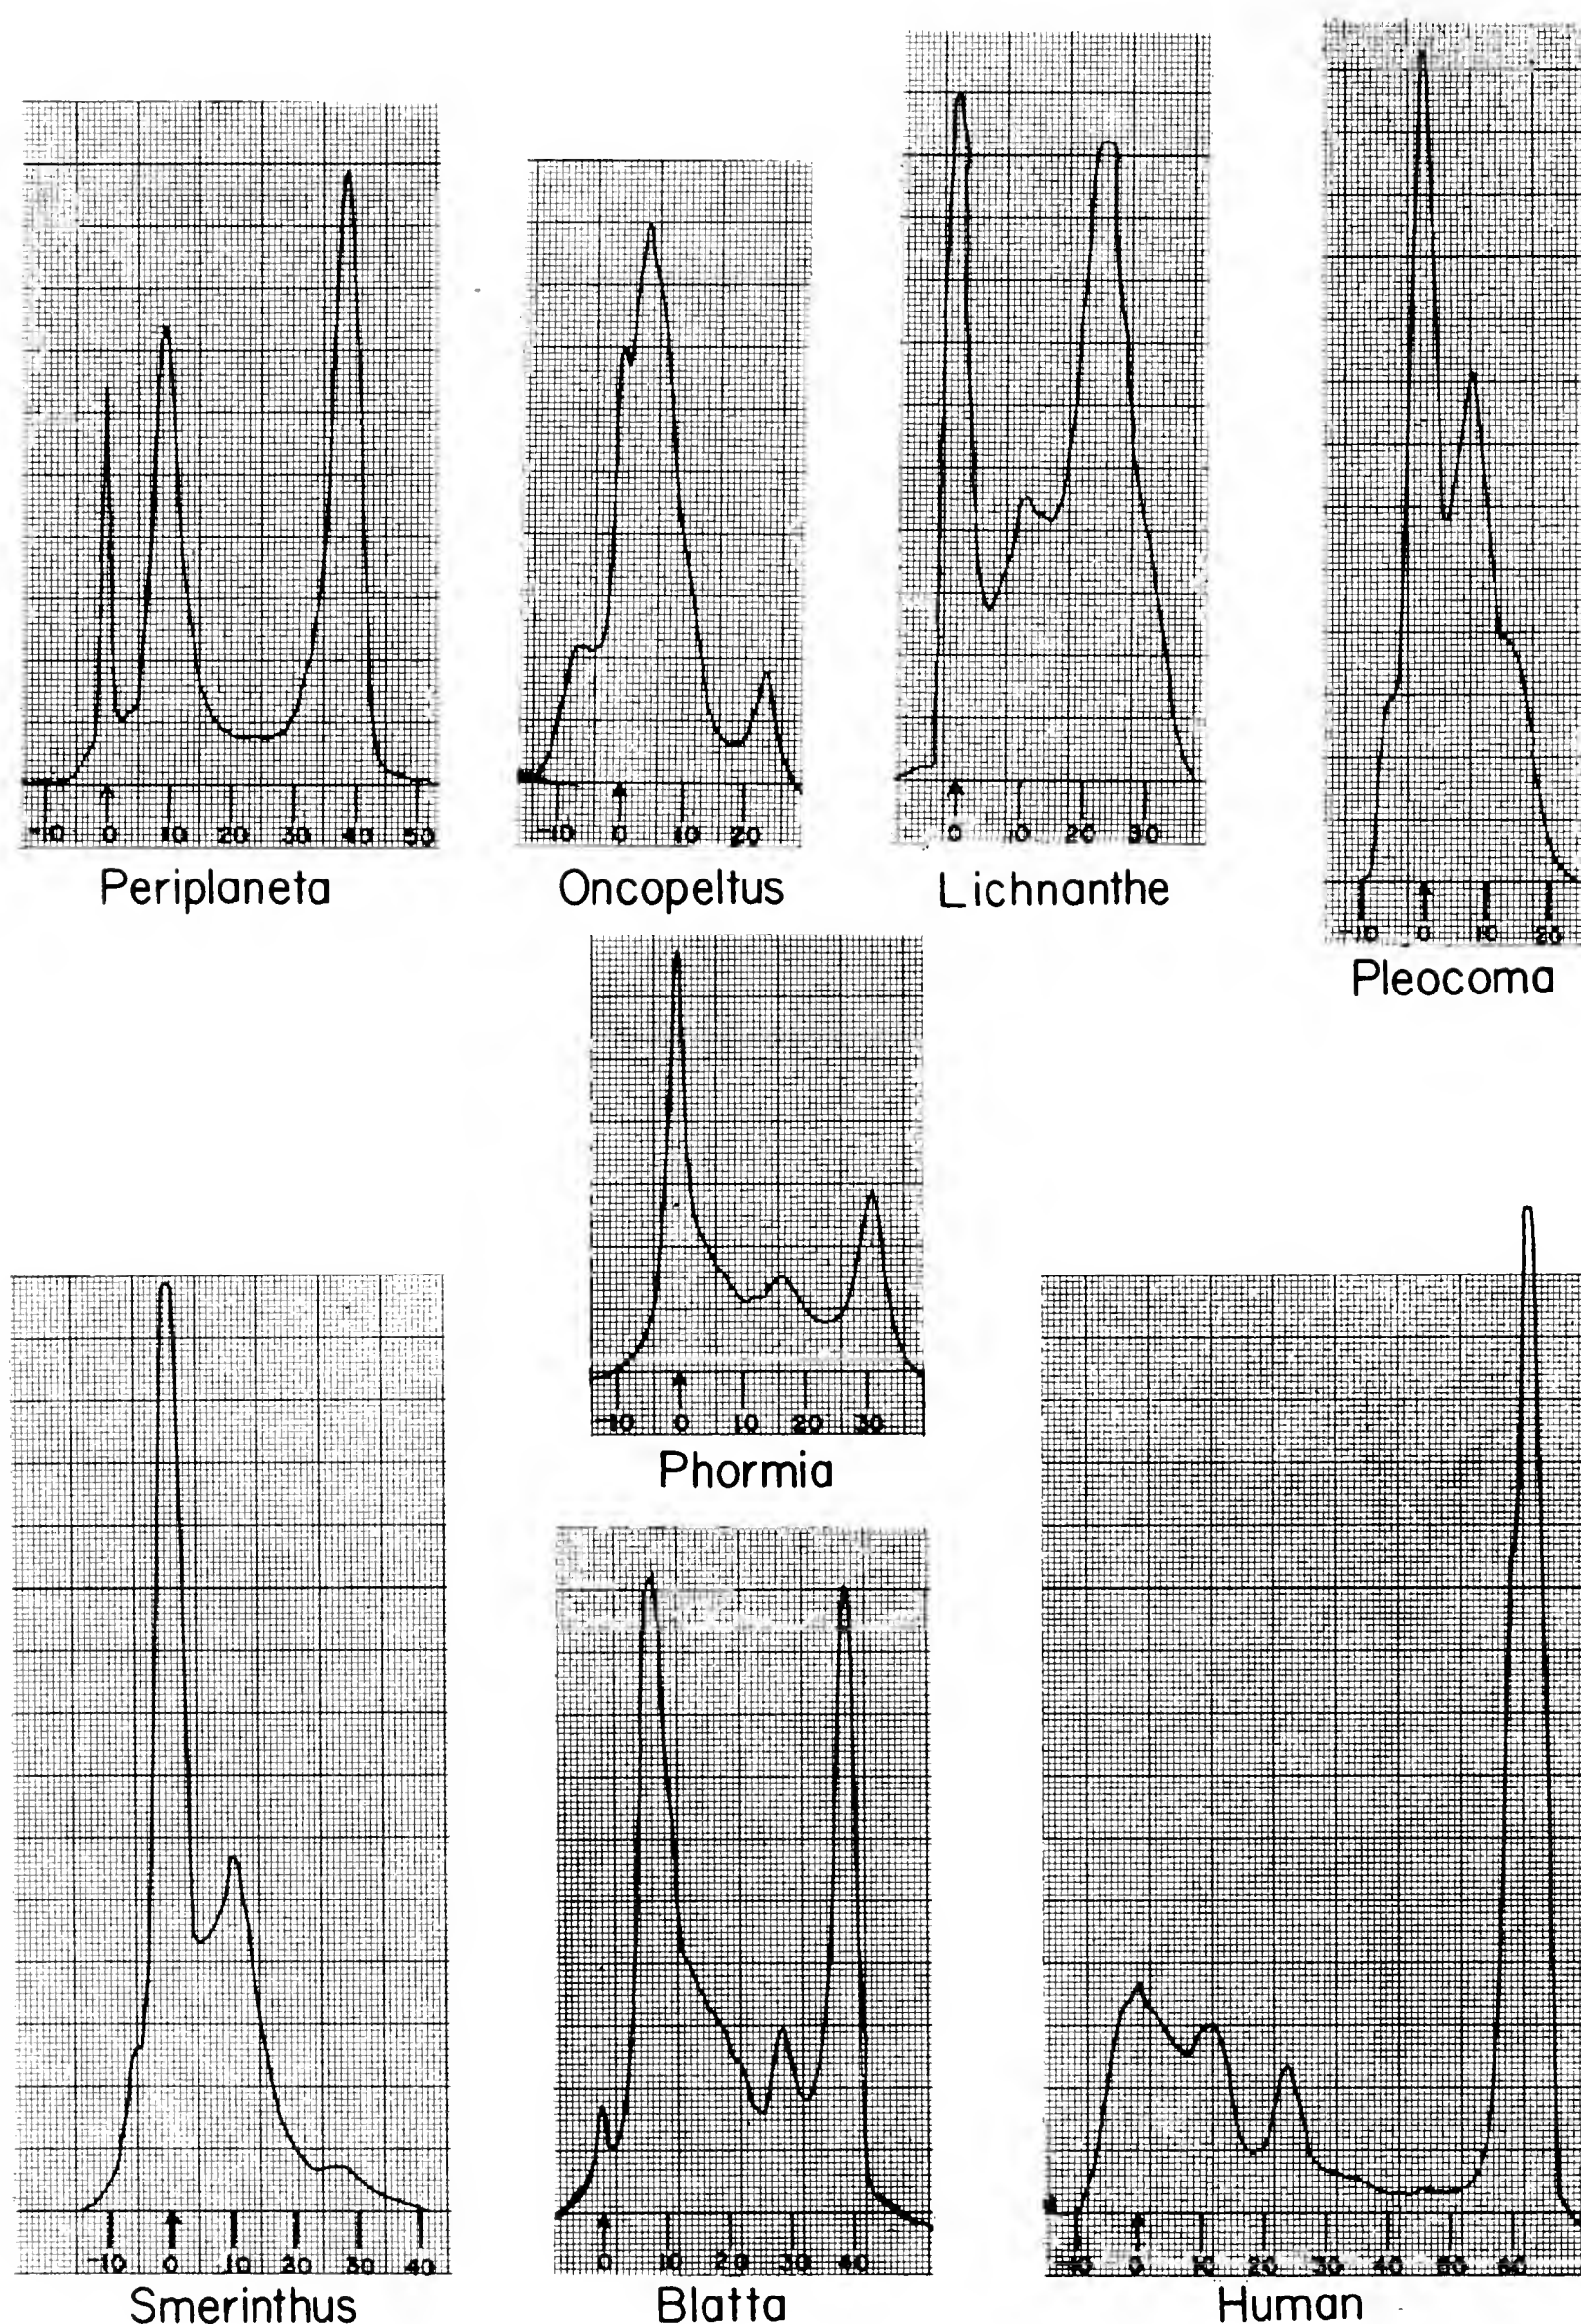 -10 0 10 20 30 40 50
Periplaneta
-10 0 10 20
Oncopeltus
0 10 20 30
Lichnanthe
-10 0 10 20
Pleocoma
-10 0 10 20 30
Phormia
-10 0 10 20 30 40
Smerinthus
0 10 20 30 40
Blatta
-10 0 10 20 30 40 50 60
Human